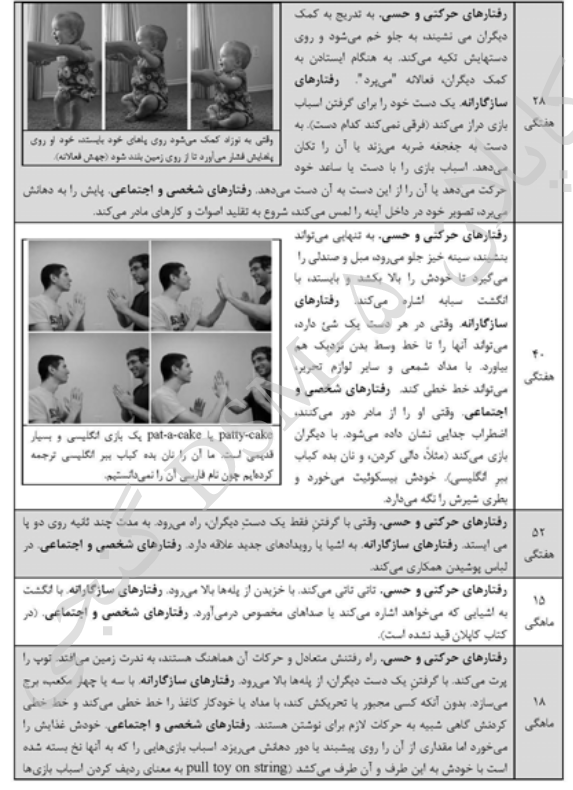 ۲۸
هفتگی
رفتارهای حرکتی و حسی. به تدریج به کمک
دیگران می نشیند، به جلو خم می‌شود و روی
دستهایش تکیه می‌کند. به هنگام ایستادن به
کمک دیگران، فعالانه "می‌پرد". رفتارهای
سازگارانه. یک دست خود را برای گرفتن اسباب
بازی دراز می‌کند (فرقی نمی‌کند کدام دست). به
دست به جغجغه ضربه می‌زند یا آن را تکان
می‌دهد. اسباب بازی را با دست یا ساعد خود
حرکت می‌دهد یا آن را از این دست به آن دست می‌دهد. رفتارهای شخصی و اجتماعی. پایش را به دهانش
می‌برد، تصویر خود در داخل آینه را لمس می‌کند، شروع به تقلید اصوات و کارهای مادر می‌کند.
وقتی به نوزاد کمک می‌شود روی پاهای خود بایستد، خود او روی
پاهایش فشار می‌آورد تا از روی زمین بلند شود (جهش فعالانه).
۴۰
هفتگی
رفتارهای حرکتی و حسی. به تنهایی می‌تواند
بنشیند، سینه خیز جلو می‌رود، مبل و صندلی را
می‌گیرد تا خودش را بالا بکشد و بایستد، با
انگشت سبابه اشاره می‌کند. رفتارهای
سازگارانه. وقتی در هر دست یک شئ دارد،
می‌تواند آنها را تا خط وسط بدن نزدیک هم
بیاورد. با مداد شمعی و سایر لوازم تحریر،
می‌تواند خط خطی کند. رفتارهای شخصی و
اجتماعی. وقتی او را از مادر دور می‌کنند،
اضطراب جدایی نشان داده می‌شود. با دیگران
بازی می‌کند (مثلاً، دالی کردن، و نان بده کباب
ببرِ انگلیسی). خودش بیسکوئیت می‌خورد و
بطری شیرش را نگه می‌دارد.
patty-cake یا pat-a-cake یک بازی انگلیسی و بسیار
قدیمی است. ما آن را نان بده کباب ببر انگلیسی ترجمه
کرده‌ایم چون نام فارسی آن را نمی‌دانستیم.
۵۲
هفتگی
رفتارهای حرکتی و حسی. وقتی با گرفتنِ فقط یک دستِ دیگران، راه می‌رود. به مدت چند ثانیه روی دو پا
می ایستد. رفتارهای سازگارانه. به اشیا یا رویدادهای جدید علاقه دارد. رفتارهای شخصی و اجتماعی. در
لباس پوشیدن همکاری می‌کند.
۱۵
ماهگی
رفتارهای حرکتی و حسی. تاتی تاتی می‌کند. با خزیدن از پله‌ها بالا می‌رود. رفتارهای سازگارانه. با انگشت
به اشیایی که می‌خواهد اشاره می‌کند یا صداهای مخصوص درمی‌آورد. رفتارهای شخصی و اجتماعی. (در
کتاب کاپلان قید نشده است).
۱۸
ماهگی
رفتارهای حرکتی و حسی. راه رفتنش متعادل و حرکات آن هماهنگ هستند، به ندرت زمین می‌افتد. توپ را
پرت می‌کند. با گرفتنِ یک دست دیگران، از پله‌ها بالا می‌رود. رفتارهای سازگارانه. با سه یا چهار مکعب، برج
می‌سازد. بدون آنکه کسی مجبور یا تحریکش کند، با مداد یا خودکار کاغذ را خط خطی می‌کند و خط خطی
کردنش گاهی شبیه به حرکات لازم برای نوشتن هستند. رفتارهای شخصی و اجتماعی. خودش غذایش را
می‌خورد اما مقداری از آن را روی پیشبند یا دور دهانش می‌ریزد. اسباب بازی‌هایی را که به آنها نخ بسته شده
است با خودش به این طرف و آن طرف می‌کشد (pull toy on string به معنای ردیف کردن اسباب بازی‌ها